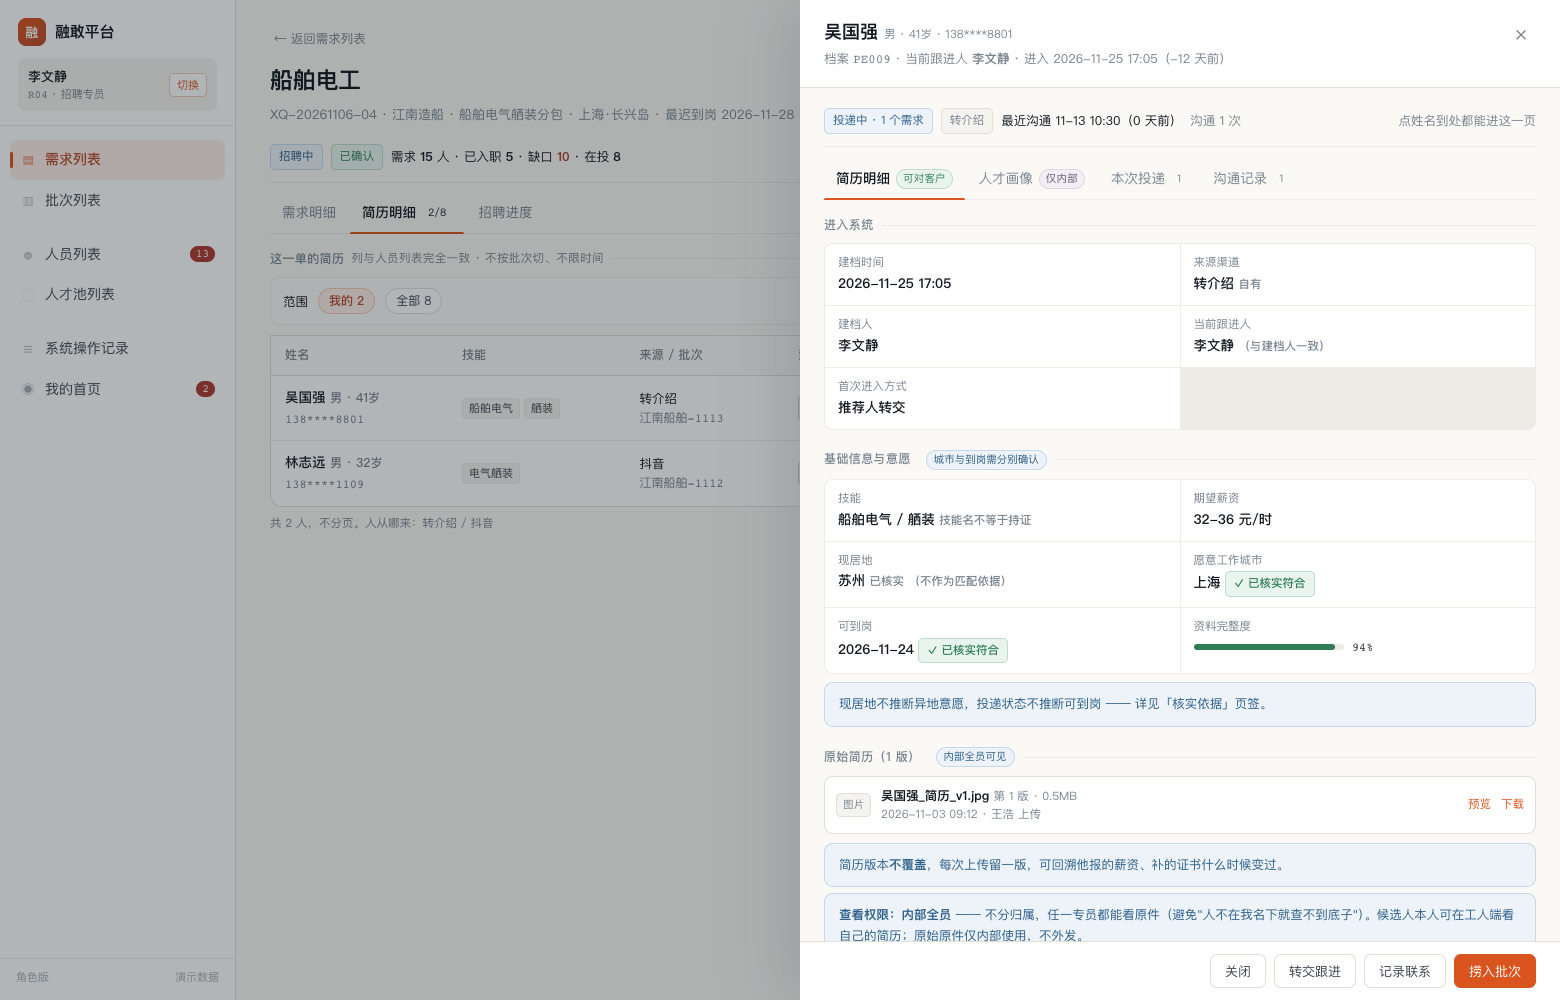 融 融敢平台
李文静
R04 · 招聘专员
切换
需求列表
批次列表
人员列表 13
人才池列表
系统操作记录
我的首页 2
角色版 演示数据
← 返回需求列表
船舶电工
XQ-20261106-04 · 江南造船 · 船舶电气舾装分包 · 上海·长兴岛 · 最迟到岗 2026-11-28
招聘中 已确认 需求 15 人 · 已入职 5 · 缺口 10 · 在投 8
需求明细 简历明细 2/8 招聘进度
这一单的简历 列与人员列表完全一致 · 不按批次切、不限时间
范围 我的 2 全部 8
姓名 技能 来源 / 批次
吴国强 男 · 41岁 船舶电气 舾装 转介绍
138****8801 江南船舶-1113
林志远 男 · 32岁 电气舾装 抖音
138****1109 江南船舶-1112
共 2 人，不分页。人从哪来：转介绍 / 抖音
吴国强 男 · 41岁 · 138****8801 ×
档案 PE009 · 当前跟进人 李文静 · 进入 2026-11-25 17:05（-12 天前）
投递中 · 1 个需求 转介绍 最近沟通 11-13 10:30（0 天前） 沟通 1 次 点姓名到处都能进这一页
简历明细 可对客户 人才画像 仅内部 本次投递 1 沟通记录 1
进入系统
建档时间 来源渠道
2026-11-25 17:05 转介绍 自有
建档人 当前跟进人
李文静 李文静 （与建档人一致）
首次进入方式
推荐人转交
基础信息与意愿 城市与到岗需分别确认
技能 期望薪资
船舶电气 / 舾装 技能名不等于持证 32-36 元/时
现居地 愿意工作城市
苏州 已核实 （不作为匹配依据） 上海 ✓ 已核实符合
可到岗 资料完整度
2026-11-24 ✓ 已核实符合 94%
现居地不推断异地意愿，投递状态不推断可到岗 —— 详见「核实依据」页签。
原始简历（1 版） 内部全员可见
图片 吴国强_简历_v1.jpg 第 1 版 · 0.5MB 预览 下载
2026-11-03 09:12 · 王浩 上传
简历版本不覆盖，每次上传留一版，可回溯他报的薪资、补的证书什么时候变过。
查看权限：内部全员 —— 不分归属，任一专员都能看原件（避免"人不在我名下就查不到底子"）。候选人本人可在工人端看
自己的简历；原始原件仅内部使用，不外发。
关闭 转交跟进 记录联系 捞入批次